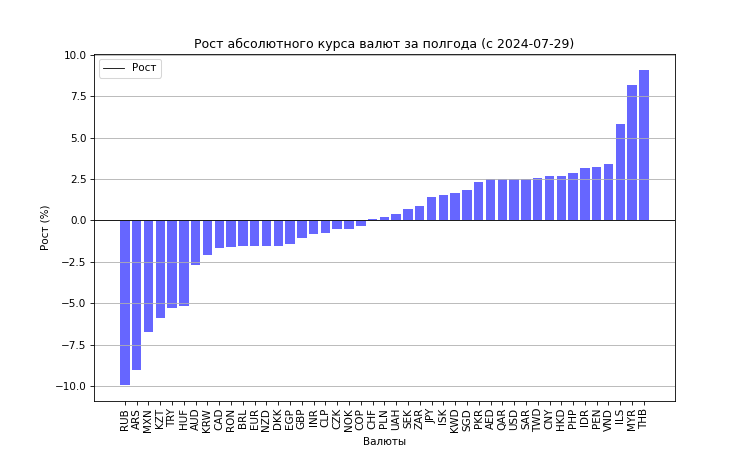 Рост абсолютного курса валют за полгода (с 2024-07-29)
Рост
10.0
7.5
5.0
2.5
0.0
−2.5
−5.0
−7.5
−10.0
Рост (%)
RUB ARS MXN KZT TRY HUF AUD KRW CAD RON BRL EUR NZD DKK EGP GBP INR CLP CZK NOK COP CHF PLN UAH SEK ZAR JPY ISK KWD SGD PKR AED QAR USD SAR TWD CNY HKD PHP IDR PEN VND ILS MYR THB
Валюты